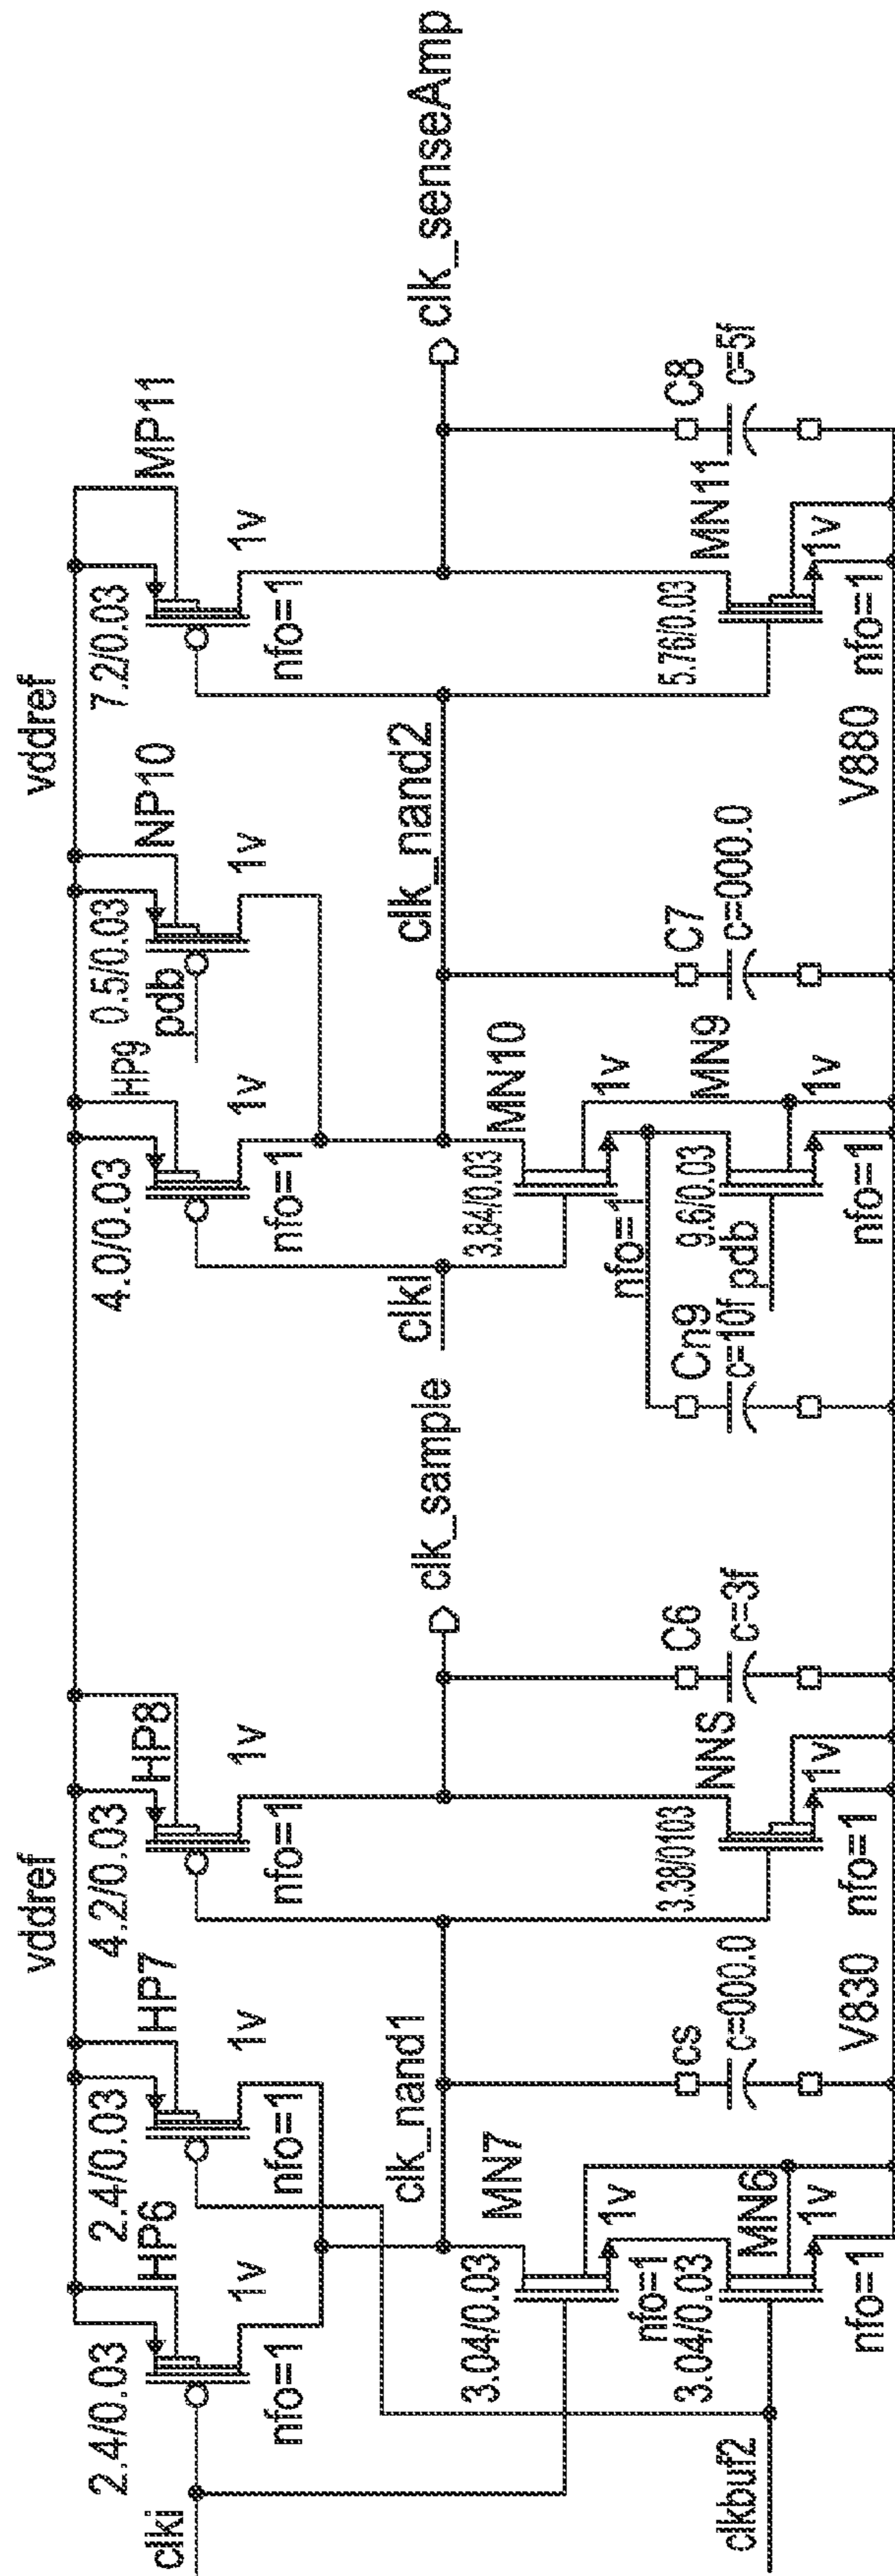 vddref
vddref
2.4/0.03
HP6
1v
nfo=1
2.4/0.03
HP7
1v
nfo=1
4.2/0.03
HP8
1v
nfo=1
4.0/0.03
HP9
1v
nfo=1
0.5/0.03
NP10
pdb
1v
7.2/0.03
MP11
1v
nfo=1
clki
clk_nand1
clk_sample
clki
clk_nand2
clk_senseAmp
3.04/0.03
MN7
1v
nfo=1
3.04/0.03
MN6
1v
nfo=1
clkbuf2
cs
c=000.0
V830
3.38/0103
NNS
1v
nfo=1
C6
c=3f
Cn9
c=10f
3.84/0.03
MN10
1v
nfo=1
9.6/0.03
MN9
pdb
1v
nfo=1
C7
c=000.0
V880
5.76/0.03
MN11
1v
nfo=1
C8
c=5f